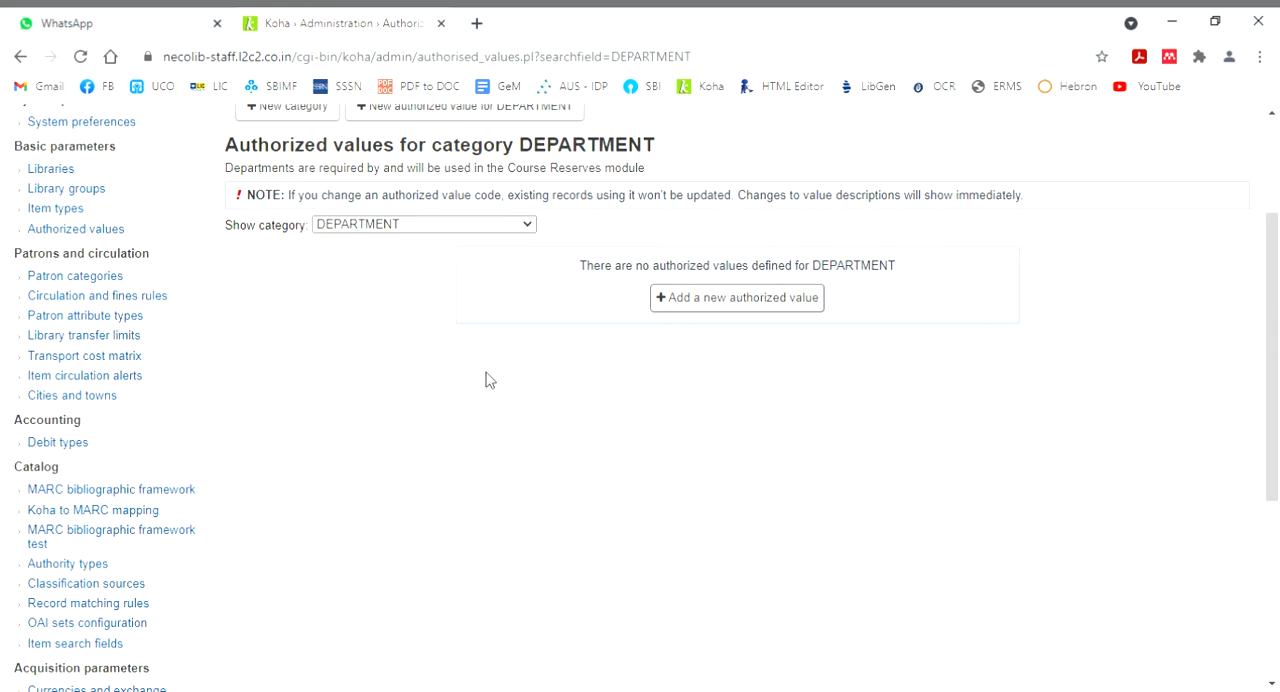 WhatsApp
Koha › Administration › Authoriz
necolib-staff.l2c2.co.in/cgi-bin/koha/admin/authorised_values.pl?searchfield=DEPARTMENT
Gmail FB UCO LIC SBIMF SSSN PDF to DOC GeM AUS - IDP SBI Koha HTML Editor LibGen OCR ERMS Hebron YouTube
+ New category + New authorized value for DEPARTMENT
System preferences
Basic parameters
Libraries
Library groups
Item types
Authorized values
Patrons and circulation
Patron categories
Circulation and fines rules
Patron attribute types
Library transfer limits
Transport cost matrix
Item circulation alerts
Cities and towns
Accounting
Debit types
Catalog
MARC bibliographic framework
Koha to MARC mapping
MARC bibliographic framework
test
Authority types
Classification sources
Record matching rules
OAI sets configuration
Item search fields
Acquisition parameters
Currencies and exchange
Authorized values for category DEPARTMENT
Departments are required by and will be used in the Course Reserves module
! NOTE: If you change an authorized value code, existing records using it won't be updated. Changes to value descriptions will show immediately.
Show category: DEPARTMENT
There are no authorized values defined for DEPARTMENT
+ Add a new authorized value